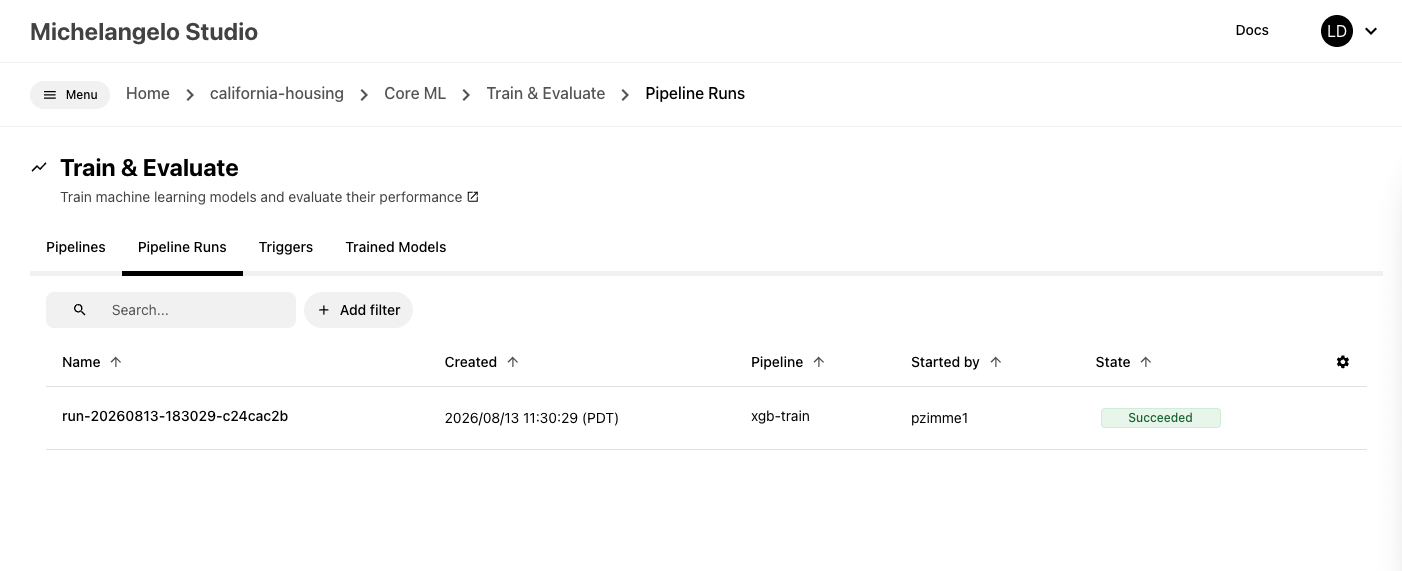 Michelangelo Studio
Docs
LD
Menu
Home
california-housing
Core ML
Train & Evaluate
Pipeline Runs
Train & Evaluate
Train machine learning models and evaluate their performance
Pipelines
Pipeline Runs
Triggers
Trained Models
Search...
Add filter
Name
Created
Pipeline
Started by
State
run-20260813-183029-c24cac2b
2026/08/13 11:30:29 (PDT)
xgb-train
pzimme1
Succeeded